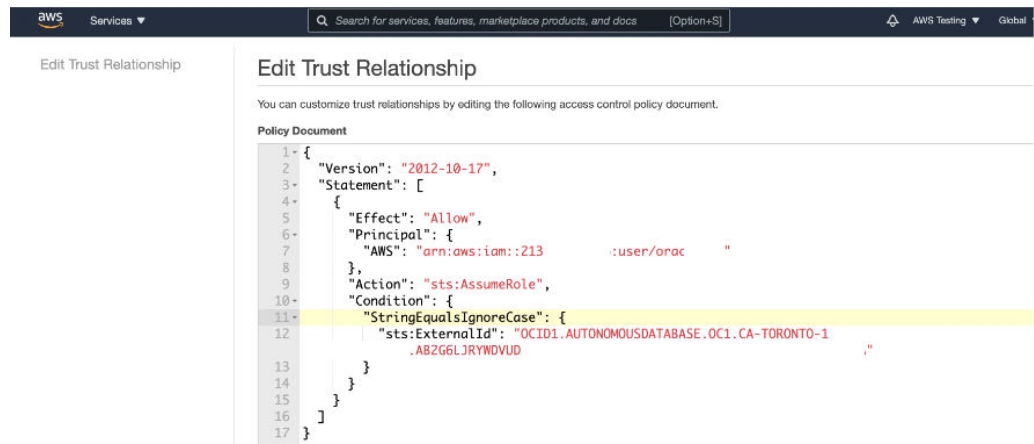 aws Services ▼ Search for services, features, marketplace products, and docs [Option+S] AWS Testing ▼ Global
Edit Trust Relationship
Edit Trust Relationship
You can customize trust relationships by editing the following access control policy document.
Policy Document
1 {
2 "Version": "2012-10-17",
3 "Statement": [
4 {
5 "Effect": "Allow",
6 "Principal": {
7 "AWS": "arn:aws:iam::213 :user/orac "
8 },
9 "Action": "sts:AssumeRole",
10 "Condition": {
11 "StringEqualsIgnoreCase": {
12 "sts:ExternalId": "OCID1.AUTONOMOUSDATABASE.OC1.CA-TORONTO-1
.ABZG6LJRYWDVUD "
13 }
14 }
15 }
16 ]
17 }